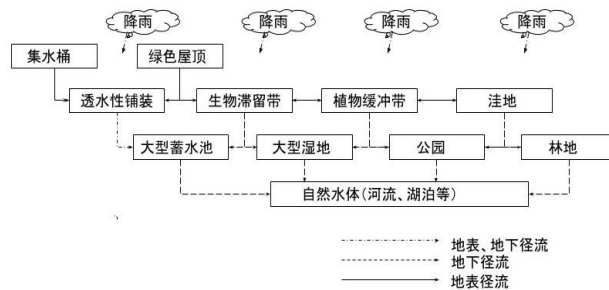 降雨 降雨 降雨 降雨
集水桶 绿色屋顶
透水性铺装 生物滞留带 植物缓冲带 洼地
大型蓄水池 大型湿地 公园 林地
自然水体(河流、湖泊等)
地表、地下径流
地下径流
地表径流